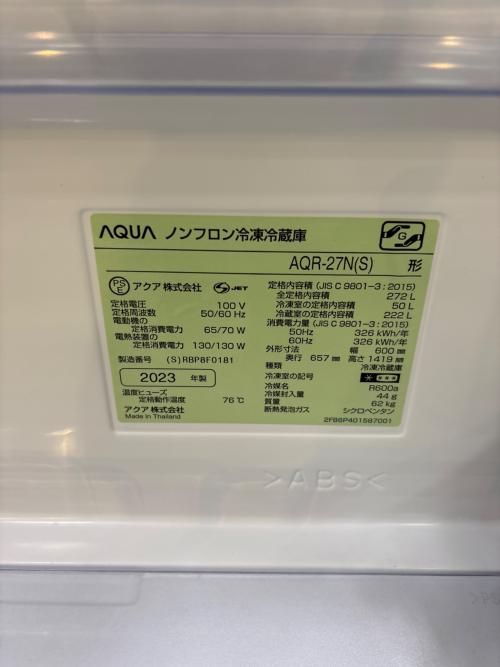 AQUA ノンフロン冷凍冷蔵庫
G
AQR-27N(S) 形
PS E アクア 株式会社 S JET
定格電圧 100 V
定格周波数 50/60 Hz
電動機の
定格消費電力 65/70 W
電熱装置の
定格消費電力 130/130 W
製造番号 (S)RBP8F0181
2023 年製
温度ヒューズ
定格動作温度 76℃
アクア 株式会社
Made in Thailand
定格内容積 (JIS C 9801-3:2015)
全定格内容積 272 L
冷凍室の定格内容積 50 L
冷蔵室の定格内容積 222 L
消費電力量 (JIS C 9801-3:2015)
50Hz 326 kWh/年
60Hz 326 kWh/年
外形寸法 幅 600mm
奥行 657mm 高さ 1419mm
種類 冷凍冷蔵庫
冷凍室の記号
冷媒名 R600a
冷媒封入量 44 g
質量 62 kg
断熱発泡ガス シクロペンタン
2FB6P401587001
>ABS<